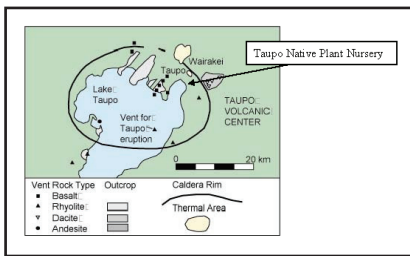 Taupo Native Plant Nursery
Wairakei
Taupo
Lake
Taupo
TAUPO
VOLCANIC
CENTER
Vent for
Taupo
eruption
0 20 km
Vent Rock Type Outcrop Caldera Rim
Basalt
Rhyolite Thermal Area
Dacite
Andesite